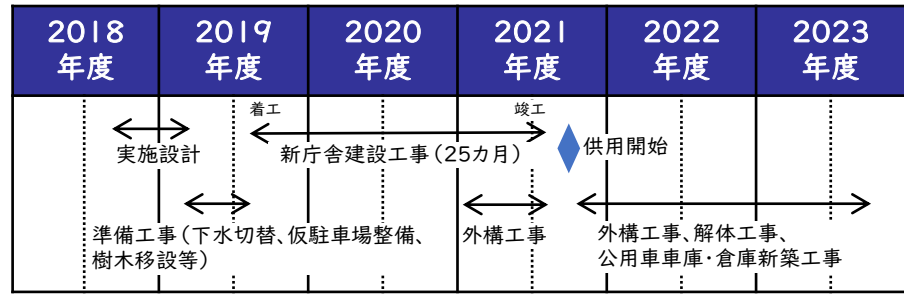 2018
年度
2019
年度
2020
年度
2021
年度
2022
年度
2023
年度
着工
竣工
実施設計
新庁舎建設工事(25カ月)
供用開始
準備工事(下水切替、仮駐車場整備、
樹木移設等)
外構工事
外構工事、解体工事、
公用車車庫・倉庫新築工事